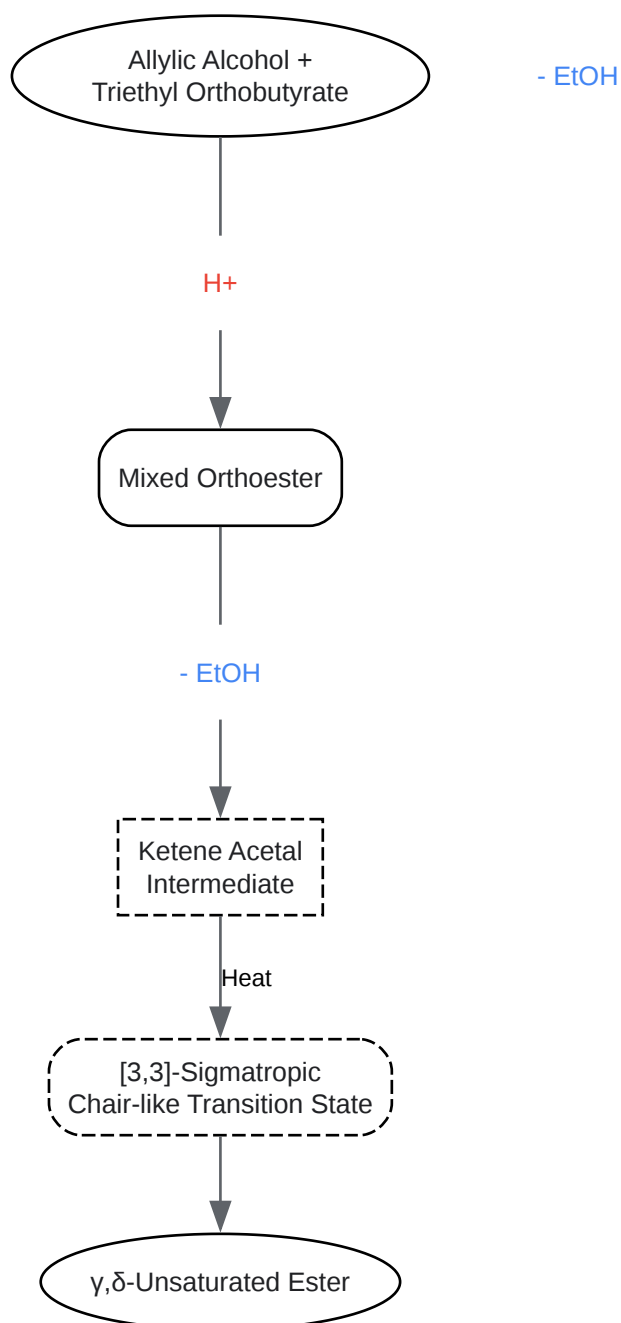 Allylic Alcohol +
Triethyl Orthobutyrate
- EtOH
H+
Mixed Orthoester
- EtOH
Ketene Acetal
Intermediate
Heat
[3,3]-Sigmatropic
Chair-like Transition State
γ,δ-Unsaturated Ester